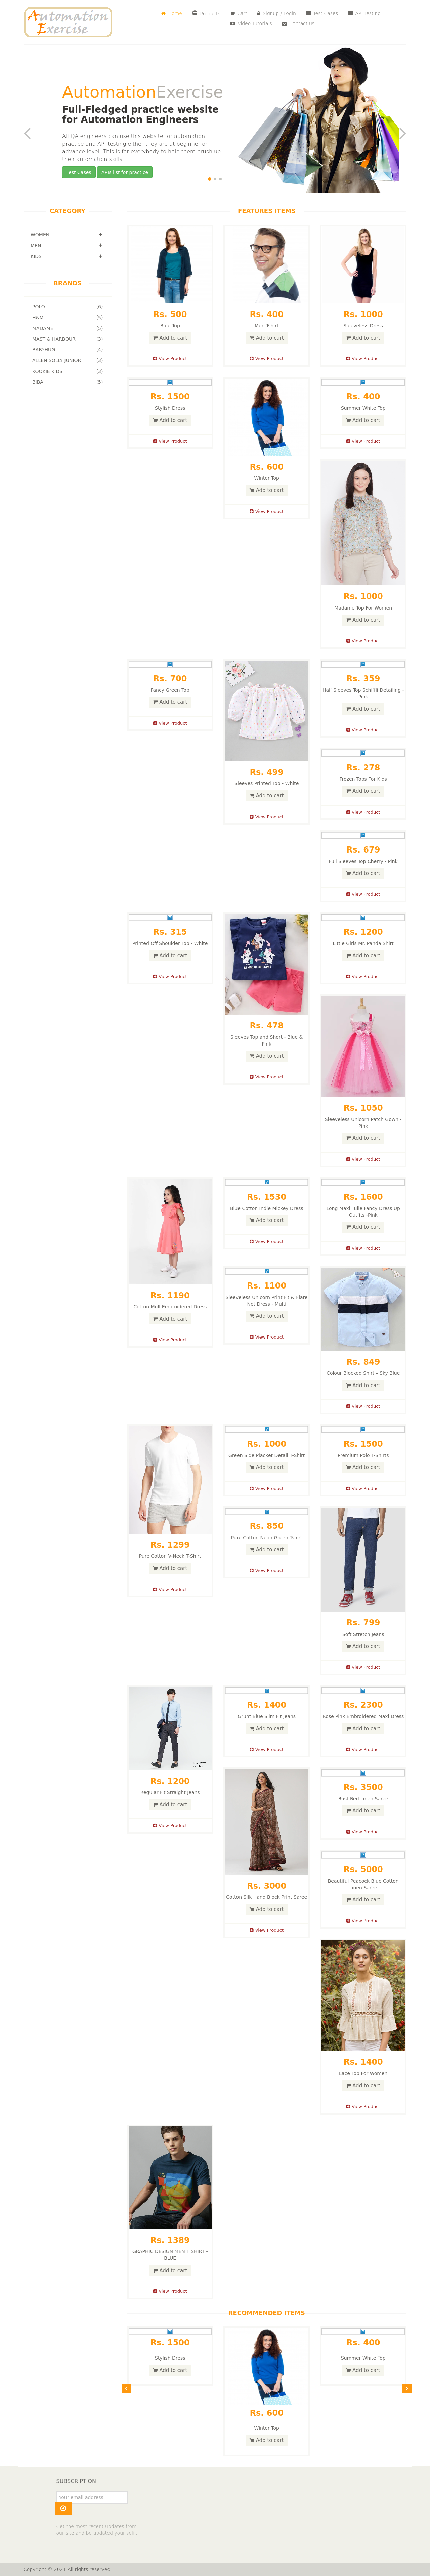 Automation
Exercise
Home
Products
Cart
Signup / Login
Test Cases
API Testing
Video Tutorials
Contact us
AutomationExercise
Full-Fledged practice website
for Automation Engineers
All QA engineers can use this website for automation
practice and API testing either they are at beginner or
advance level. This is for everybody to help them brush up
their automation skills.
Test Cases
APIs list for practice
CATEGORY
WOMEN
MEN
KIDS
BRANDS
POLO (6)
H&M (5)
MADAME (5)
MAST & HARBOUR (3)
BABYHUG (4)
ALLEN SOLLY JUNIOR (3)
KOOKIE KIDS (3)
BIBA (5)
FEATURES ITEMS
Rs. 500
Blue Top
Add to cart
View Product
Rs. 400
Men Tshirt
Add to cart
View Product
Rs. 1000
Sleeveless Dress
Add to cart
View Product
Rs. 1500
Stylish Dress
Add to cart
View Product
Rs. 600
Winter Top
Add to cart
View Product
Rs. 400
Summer White Top
Add to cart
View Product
Rs. 1000
Madame Top For Women
Add to cart
View Product
Rs. 700
Fancy Green Top
Add to cart
View Product
Rs. 499
Sleeves Printed Top - White
Add to cart
View Product
Rs. 359
Half Sleeves Top Schiffli Detailing -
Pink
Add to cart
View Product
Rs. 278
Frozen Tops For Kids
Add to cart
View Product
Rs. 679
Full Sleeves Top Cherry - Pink
Add to cart
View Product
Rs. 315
Printed Off Shoulder Top - White
Add to cart
View Product
Rs. 478
Sleeves Top and Short - Blue &
Pink
Add to cart
View Product
Rs. 1200
Little Girls Mr. Panda Shirt
Add to cart
View Product
Rs. 1050
Sleeveless Unicorn Patch Gown -
Pink
Add to cart
View Product
Rs. 1190
Cotton Mull Embroidered Dress
Add to cart
View Product
Rs. 1530
Blue Cotton Indie Mickey Dress
Add to cart
View Product
Rs. 1600
Long Maxi Tulle Fancy Dress Up
Outfits -Pink
Add to cart
View Product
Rs. 1100
Sleeveless Unicorn Print Fit & Flare
Net Dress - Multi
Add to cart
View Product
Rs. 849
Colour Blocked Shirt – Sky Blue
Add to cart
View Product
Rs. 1299
Pure Cotton V-Neck T-Shirt
Add to cart
View Product
Rs. 1000
Green Side Placket Detail T-Shirt
Add to cart
View Product
Rs. 1500
Premium Polo T-Shirts
Add to cart
View Product
Rs. 850
Pure Cotton Neon Green Tshirt
Add to cart
View Product
Rs. 799
Soft Stretch Jeans
Add to cart
View Product
Rs. 1200
Regular Fit Straight Jeans
Add to cart
View Product
Rs. 1400
Grunt Blue Slim Fit Jeans
Add to cart
View Product
Rs. 2300
Rose Pink Embroidered Maxi Dress
Add to cart
View Product
Rs. 3000
Cotton Silk Hand Block Print Saree
Add to cart
View Product
Rs. 3500
Rust Red Linen Saree
Add to cart
View Product
Rs. 5000
Beautiful Peacock Blue Cotton
Linen Saree
Add to cart
View Product
Rs. 1400
Lace Top For Women
Add to cart
View Product
Rs. 1389
GRAPHIC DESIGN MEN T SHIRT -
BLUE
Add to cart
View Product
RECOMMENDED ITEMS
Rs. 1500
Stylish Dress
Add to cart
Rs. 600
Winter Top
Add to cart
Rs. 400
Summer White Top
Add to cart
SUBSCRIPTION
Your email address
Get the most recent updates from
our site and be updated your self...
Copyright © 2021 All rights reserved